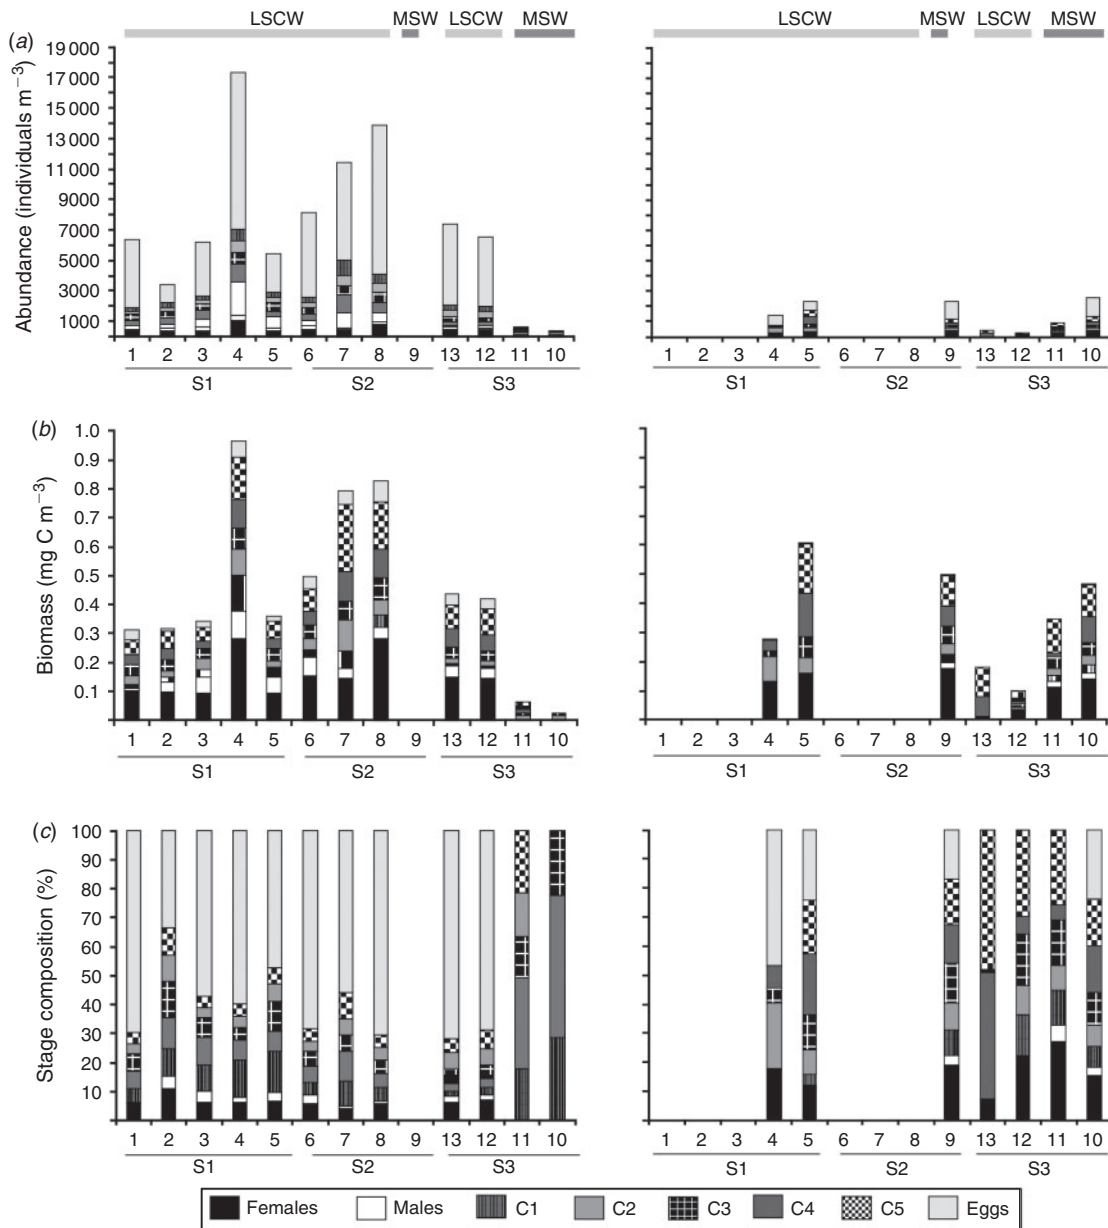 LSCW MSW LSCW MSW LSCW MSW LSCW MSW
(a)
Abundance (individuals m−3)
19 000
17 000
15 000
13 000
11 000
9000
7000
5000
3000
1000
1 2 3 4 5 6 7 8 9 13 12 11 10
S1 S2 S3
1 2 3 4 5 6 7 8 9 13 12 11 10
S1 S2 S3
(b)
Biomass (mg C m−3)
1.0
0.9
0.8
0.7
0.6
0.5
0.4
0.3
0.2
0.1
1 2 3 4 5 6 7 8 9 13 12 11 10
S1 S2 S3
1 2 3 4 5 6 7 8 9 13 12 11 10
S1 S2 S3
(c)
Stage composition (%)
100
90
80
70
60
50
40
30
20
10
1 2 3 4 5 6 7 8 9 13 12 11 10
S1 S2 S3
1 2 3 4 5 6 7 8 9 13 12 11 10
S1 S2 S3
Females Males C1 C2 C3 C4 C5 Eggs